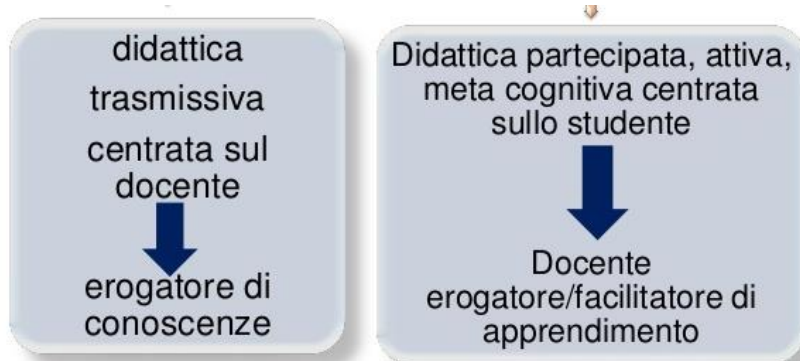 didattica
trasmissiva
centrata sul
docente
erogatore di
conoscenze
Didattica partecipata, attiva,
meta cognitiva centrata
sullo studente
Docente
erogatore/facilitatore di
apprendimento